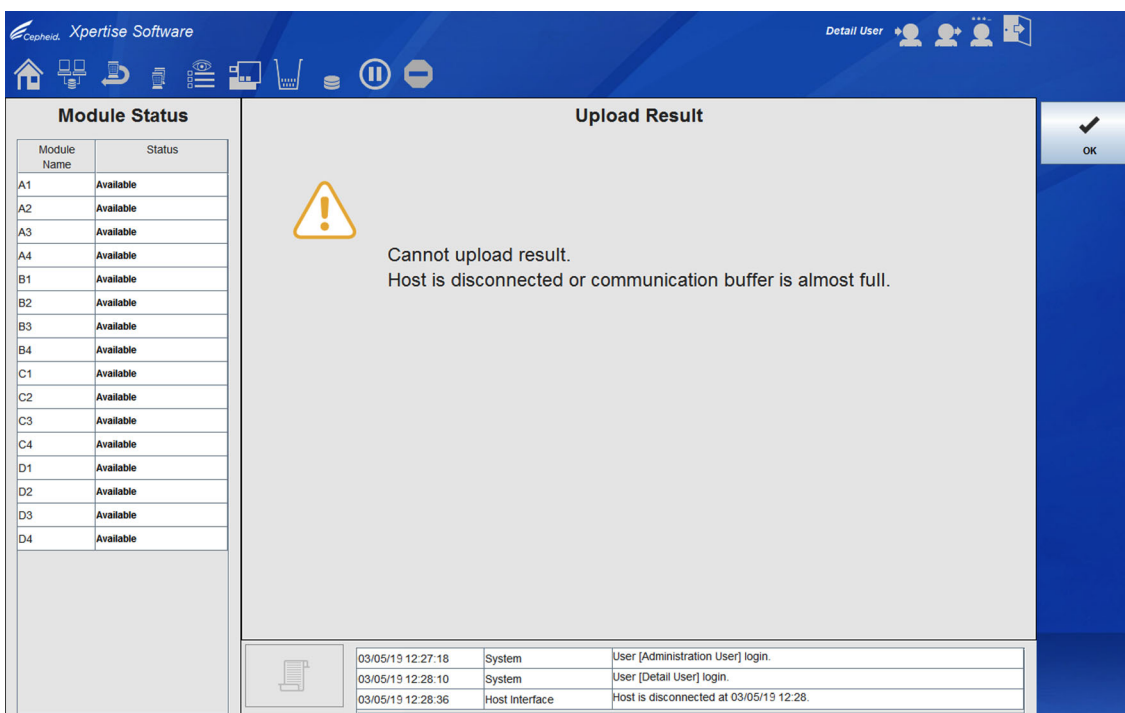 Cepheid. Xpertise Software
Detail User
Module Status
Module Name Status
A1 Available
A2 Available
A3 Available
A4 Available
B1 Available
B2 Available
B3 Available
B4 Available
C1 Available
C2 Available
C3 Available
C4 Available
D1 Available
D2 Available
D3 Available
D4 Available
Upload Result
Cannot upload result.
Host is disconnected or communication buffer is almost full.
OK
03/05/19 12:27:18 System User [Administration User] login.
03/05/19 12:28:10 System User [Detail User] login.
03/05/19 12:28:36 Host Interface Host is disconnected at 03/05/19 12:28.